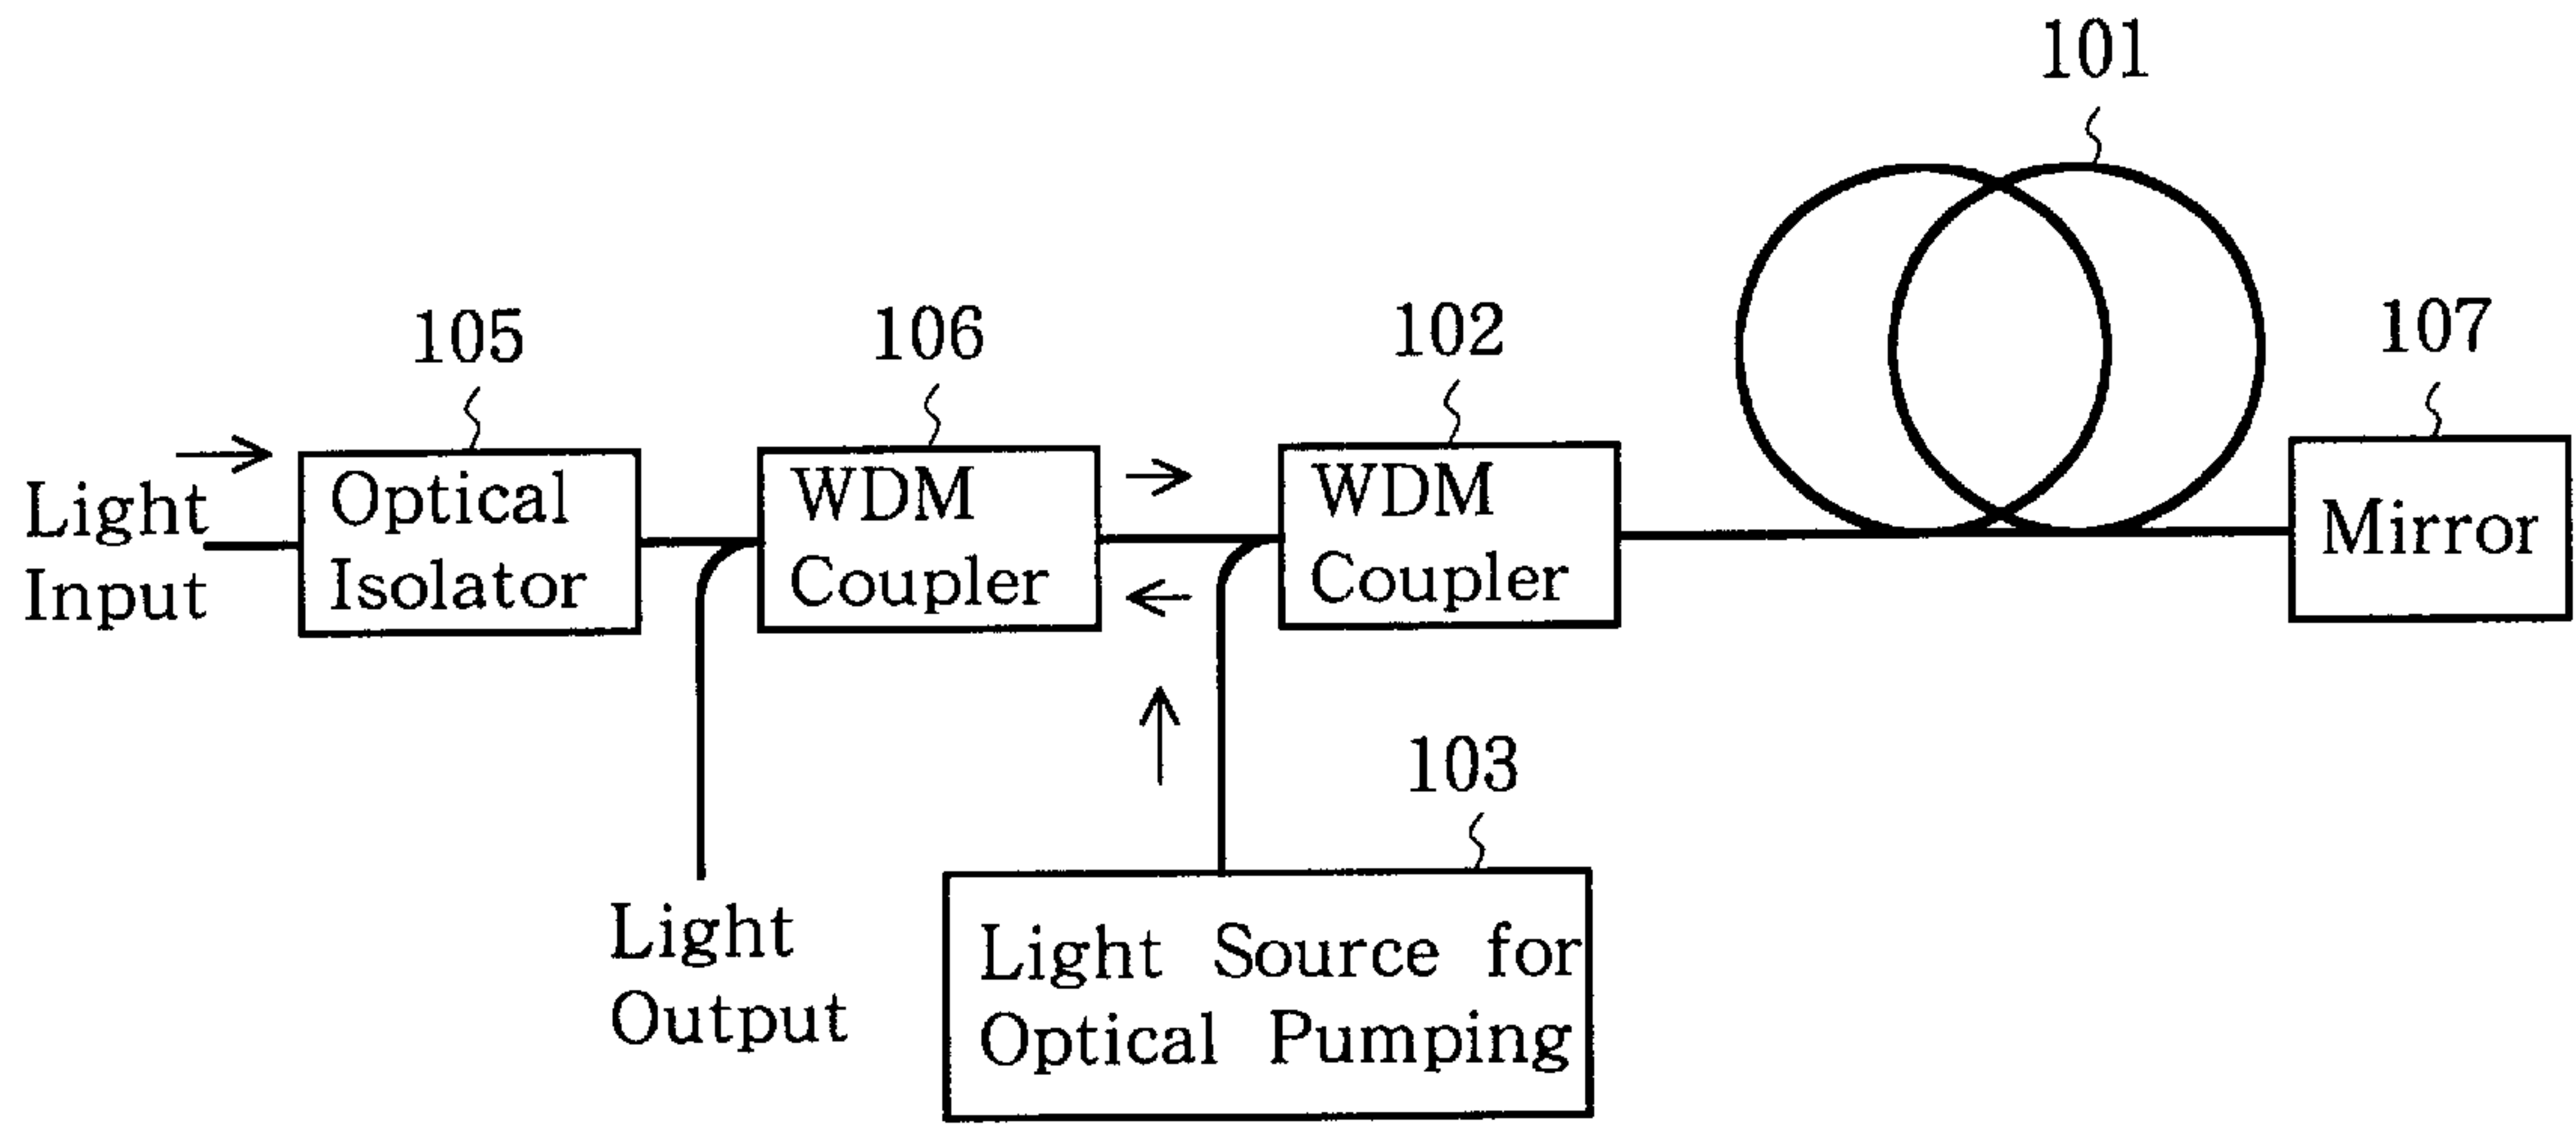 101
105
106
102
107
Light
Input
Optical
Isolator
WDM
Coupler
WDM
Coupler
Mirror
103
Light
Output
Light Source for
Optical Pumping